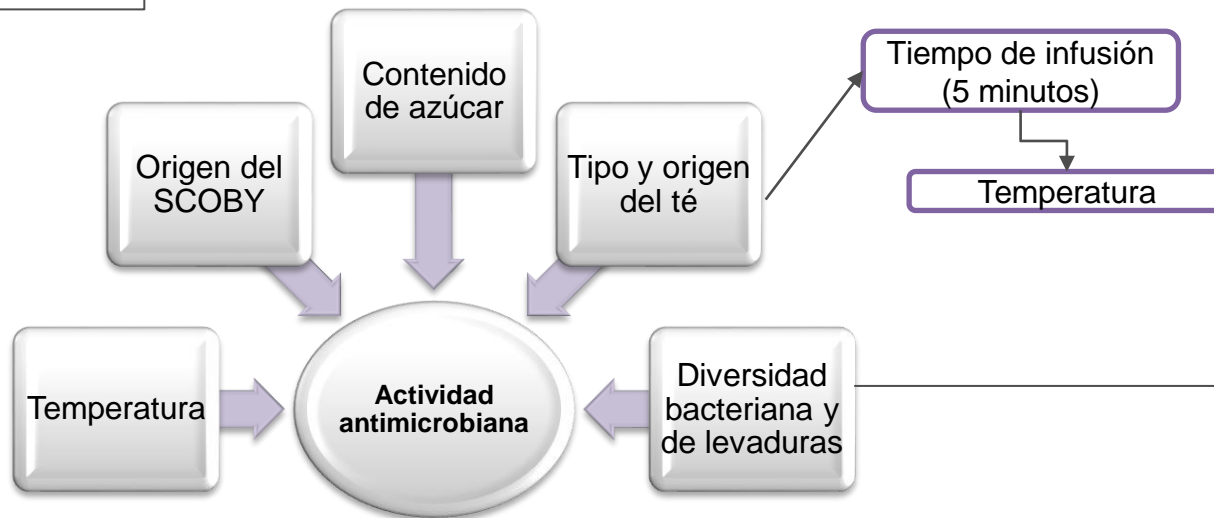 Contenido
de azúcar
Tiempo de infusión
(5 minutos)
Origen del
SCOBY
Tipo y origen
del té
Temperatura
Temperatura
Actividad
antimicrobiana
Diversidad
bacteriana y
de levaduras